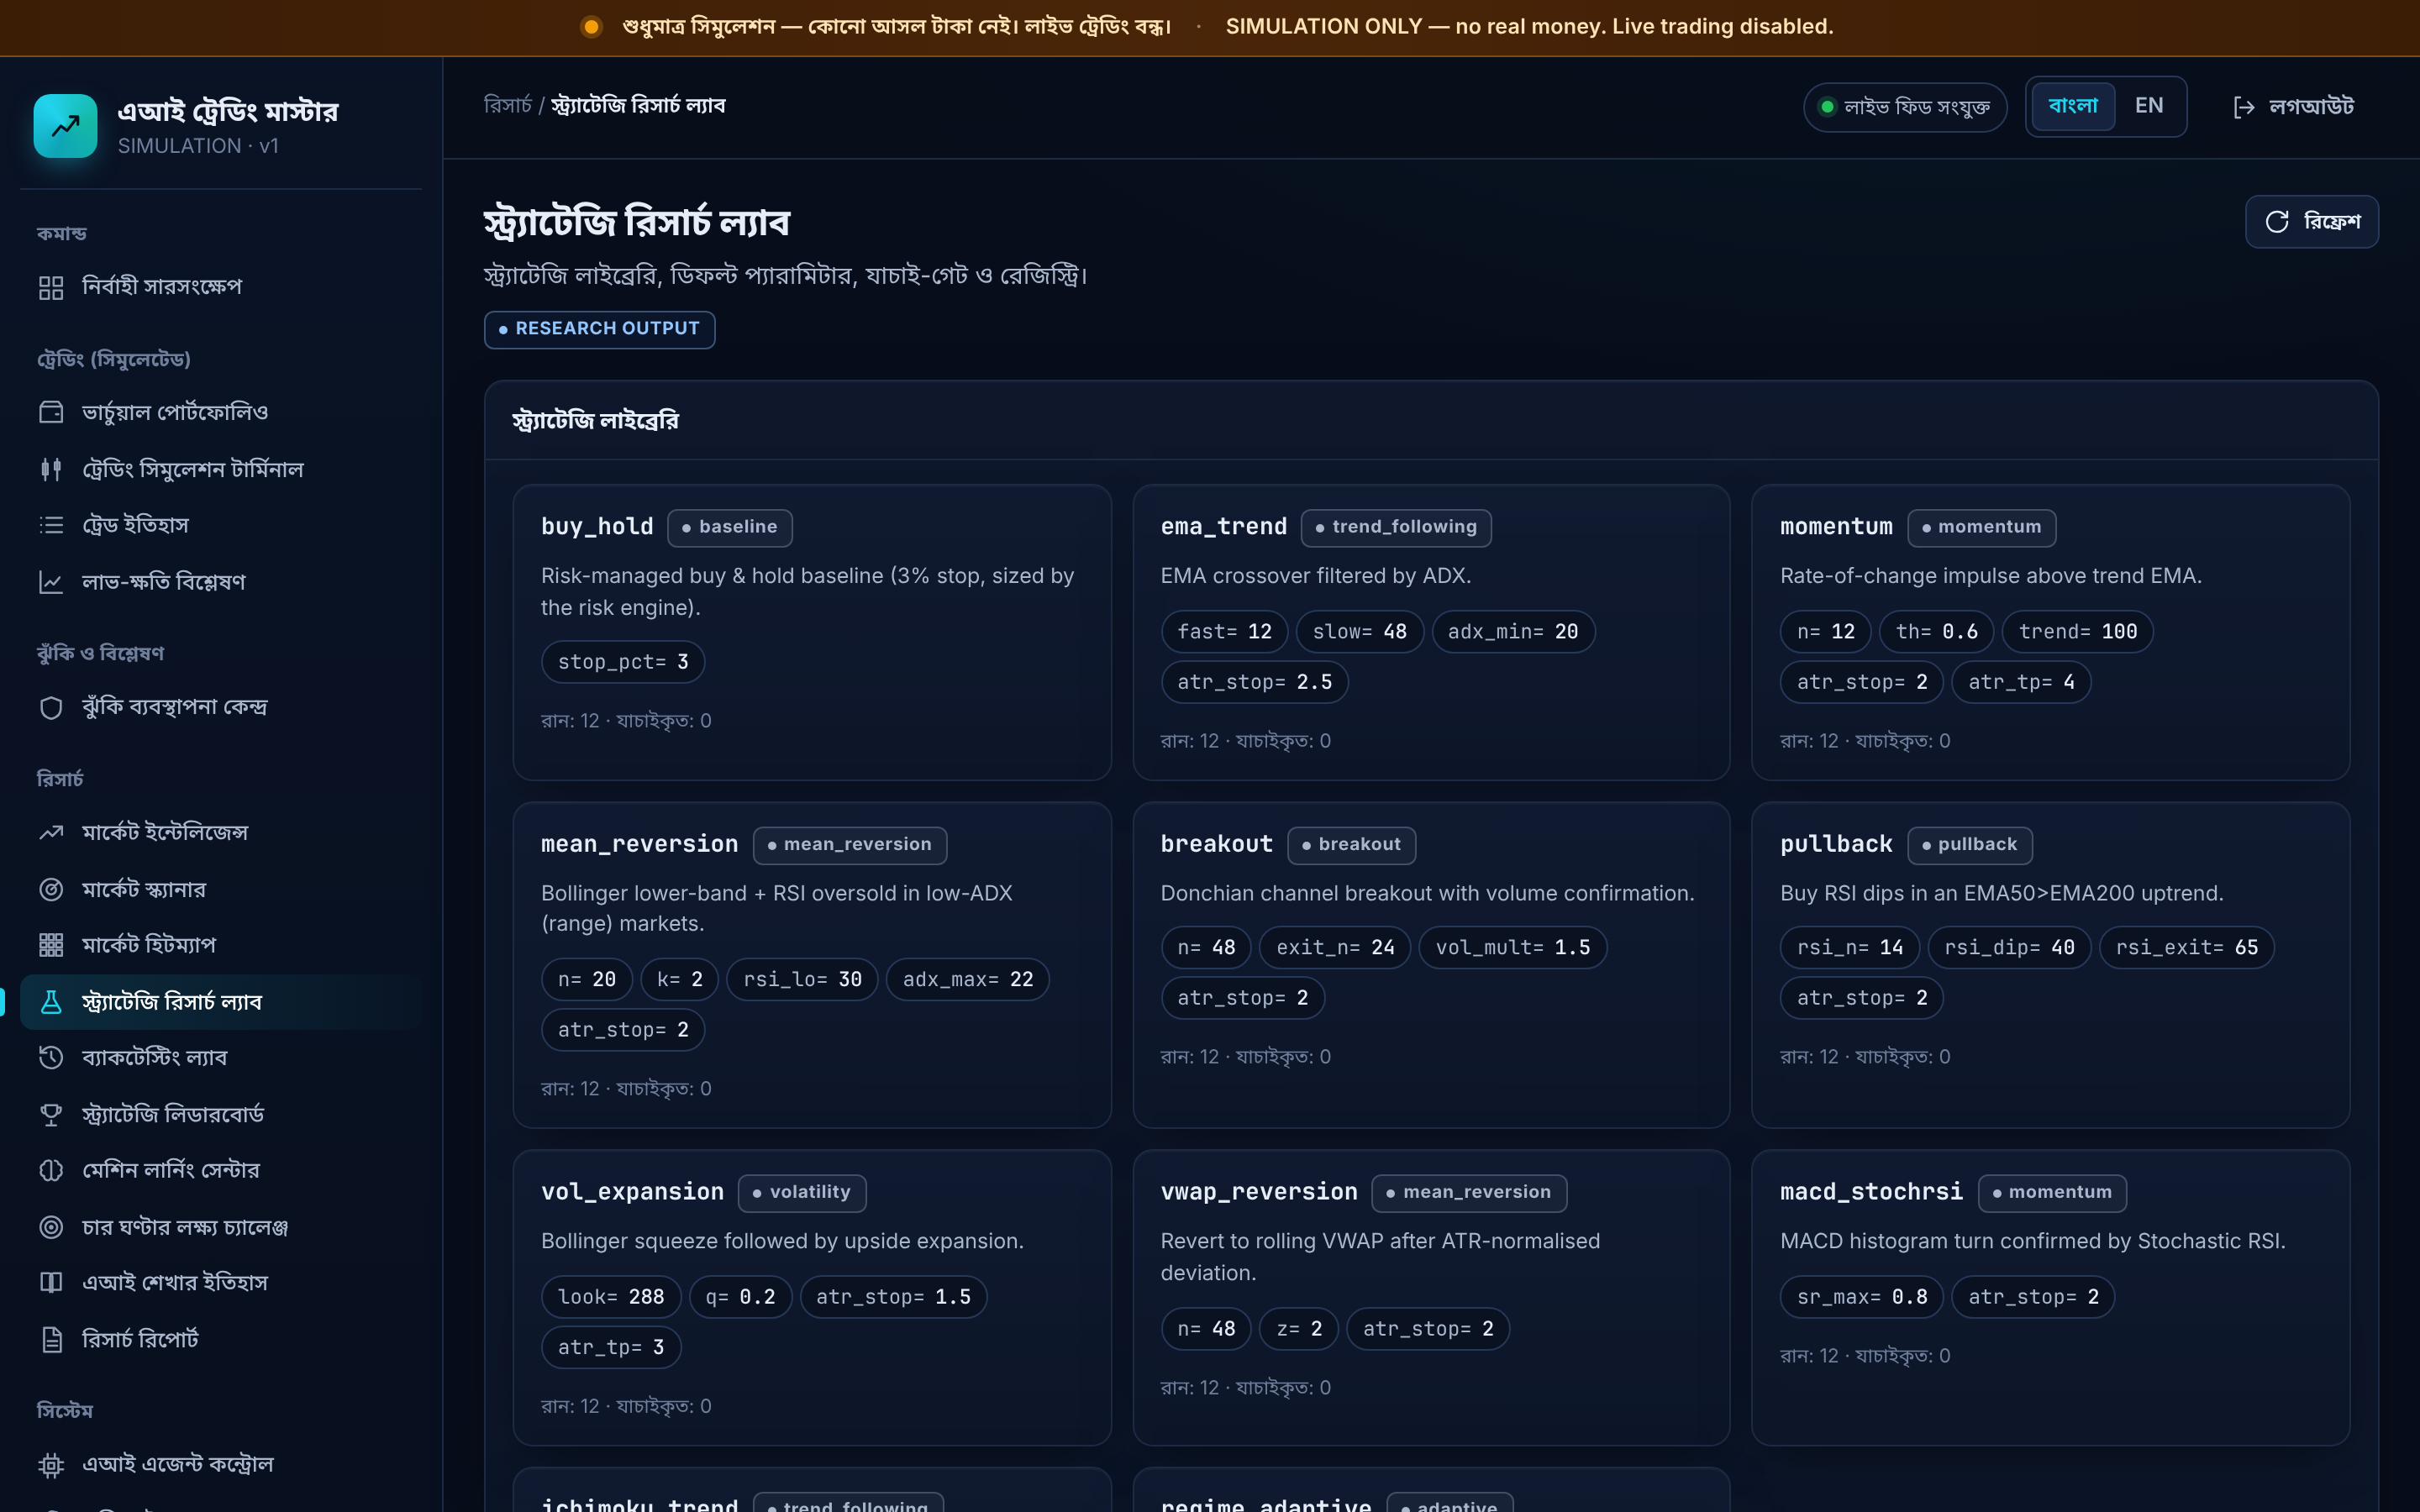 শুধুমাত্র সিমুলেশন — কোনো আসল টাকা নেই। লাইভ ট্রেডিং বন্ধ। · SIMULATION ONLY — no real money. Live trading disabled.
এআই ট্রেডিং মাস্টার
SIMULATION · v1
কমান্ড
নির্বাহী সারসংক্ষেপ
ট্রেডিং (সিমুলেটেড)
ভার্চুয়াল পোর্টফোলিও
ট্রেডিং সিমুলেশন টার্মিনাল
ট্রেড ইতিহাস
লাভ-ক্ষতি বিশ্লেষণ
ঝুঁকি ও বিশ্লেষণ
ঝুঁকি ব্যবস্থাপনা কেন্দ্র
রিসার্চ
মার্কেট ইন্টেলিজেন্স
মার্কেট স্ক্যানার
মার্কেট হিটম্যাপ
স্ট্র্যাটেজি রিসার্চ ল্যাব
ব্যাকটেস্টিং ল্যাব
স্ট্র্যাটেজি লিডারবোর্ড
মেশিন লার্নিং সেন্টার
চার ঘণ্টার লক্ষ্য চ্যালেঞ্জ
এআই শেখার ইতিহাস
রিসার্চ রিপোর্ট
সিস্টেম
এআই এজেন্ট কন্ট্রোল
রিসার্চ / স্ট্র্যাটেজি রিসার্চ ল্যাব
লাইভ ফিড সংযুক্ত
বাংলা EN
লগআউট
স্ট্র্যাটেজি রিসার্চ ল্যাব
রিফ্রেশ
স্ট্র্যাটেজি লাইব্রেরি, ডিফল্ট প্যারামিটার, যাচাই-গেট ও রেজিস্ট্রি।
RESEARCH OUTPUT
স্ট্র্যাটেজি লাইব্রেরি
buy_hold baseline
Risk-managed buy & hold baseline (3% stop, sized by
the risk engine).
stop_pct= 3
রান: 12 · যাচাইকৃত: 0
ema_trend trend_following
EMA crossover filtered by ADX.
fast= 12 slow= 48 adx_min= 20
atr_stop= 2.5
রান: 12 · যাচাইকৃত: 0
momentum momentum
Rate-of-change impulse above trend EMA.
n= 12 th= 0.6 trend= 100
atr_stop= 2 atr_tp= 4
রান: 12 · যাচাইকৃত: 0
mean_reversion mean_reversion
Bollinger lower-band + RSI oversold in low-ADX
(range) markets.
n= 20 k= 2 rsi_lo= 30 adx_max= 22
atr_stop= 2
রান: 12 · যাচাইকৃত: 0
breakout breakout
Donchian channel breakout with volume confirmation.
n= 48 exit_n= 24 vol_mult= 1.5
atr_stop= 2
রান: 12 · যাচাইকৃত: 0
pullback pullback
Buy RSI dips in an EMA50>EMA200 uptrend.
rsi_n= 14 rsi_dip= 40 rsi_exit= 65
atr_stop= 2
রান: 12 · যাচাইকৃত: 0
vol_expansion volatility
Bollinger squeeze followed by upside expansion.
look= 288 q= 0.2 atr_stop= 1.5
atr_tp= 3
রান: 12 · যাচাইকৃত: 0
vwap_reversion mean_reversion
Revert to rolling VWAP after ATR-normalised
deviation.
n= 48 z= 2 atr_stop= 2
রান: 12 · যাচাইকৃত: 0
macd_stochrsi momentum
MACD histogram turn confirmed by Stochastic RSI.
sr_max= 0.8 atr_stop= 2
রান: 12 · যাচাইকৃত: 0
ichimoku_trend trend_following
regime_adaptive adaptive